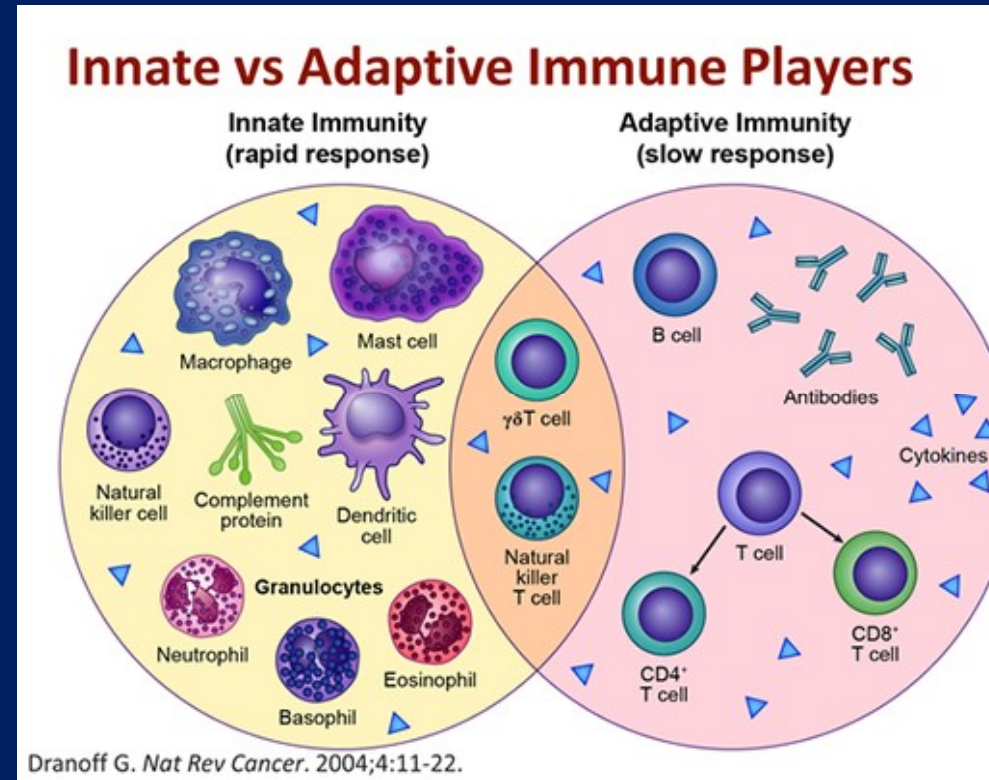 Innate vs Adaptive Immune Players
Innate Immunity
(rapid response)
Adaptive Immunity
(slow response)
Macrophage
Mast cell
Natural
killer cell
Complement
protein
Dendritic
cell
Granulocytes
Neutrophil
Basophil
Eosinophil
γδT cell
Natural
killer
T cell
B cell
Antibodies
Cytokines
T cell
CD4⁺
T cell
CD8⁺
T cell
Dranoff G. Nat Rev Cancer. 2004;4:11-22.